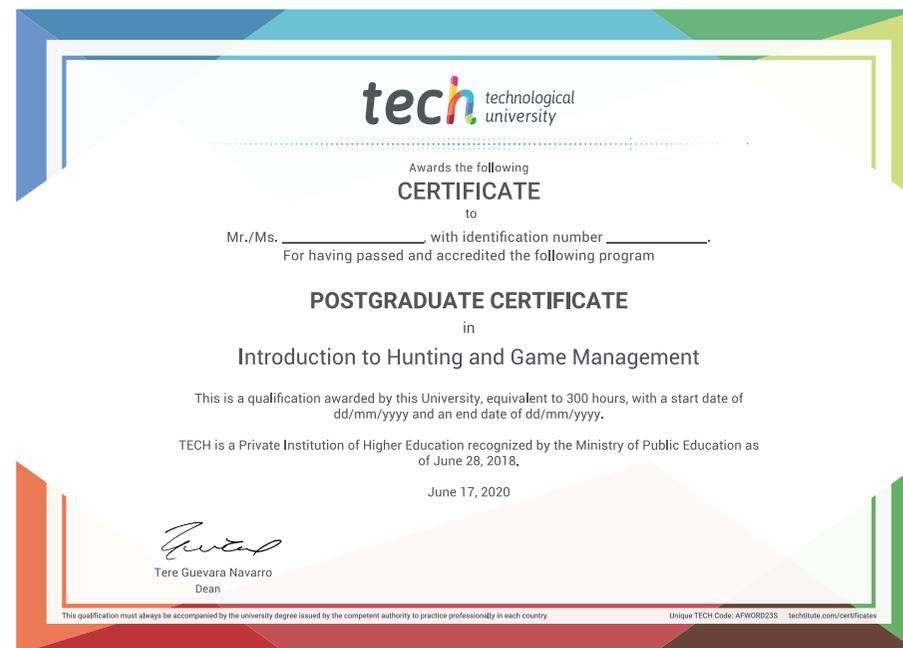 tech technological
university
Awards the following
CERTIFICATE
to
Mr./Ms. ______________, with identification number ______________.
For having passed and accredited the following program
POSTGRADUATE CERTIFICATE
in
Introduction to Hunting and Game Management
This is a qualification awarded by this University, equivalent to 300 hours, with a start date of
dd/mm/yyyy and an end date of dd/mm/yyyy.
TECH is a Private Institution of Higher Education recognized by the Ministry of Public Education as
of June 28, 2018.
June 17, 2020
Tere Guevara Navarro
Dean
This qualification must always be accompanied by the university degree issued by the competent authority to practice professionally in each country. Unique TECH Code: AFWORD23S techtitute.com/certificates